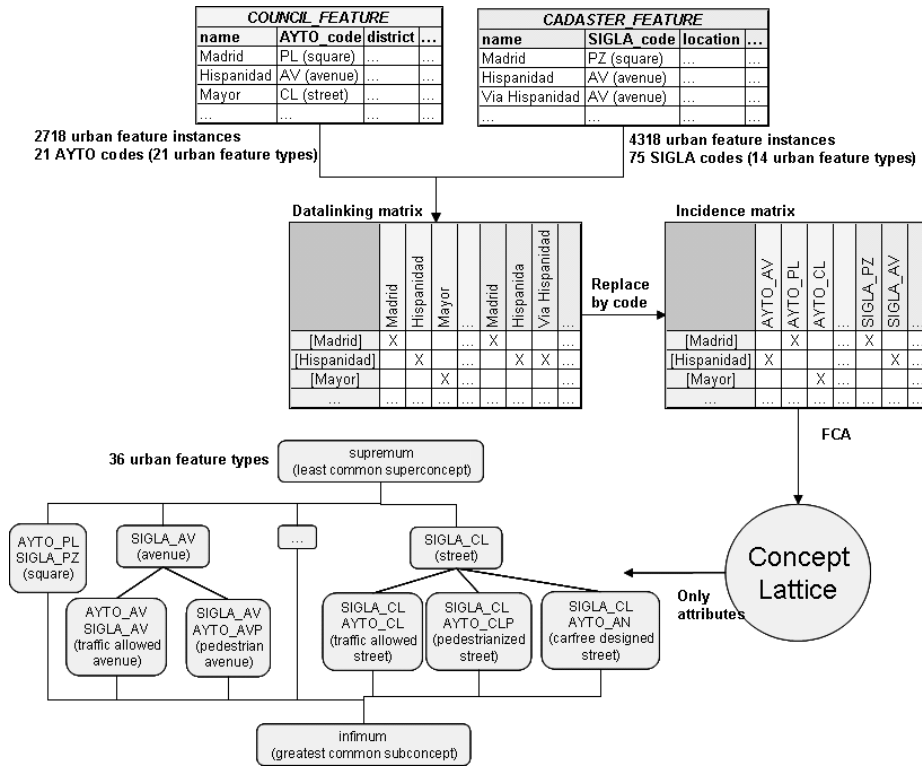 COUNCIL_FEATURE
name AYTO_code district ...
Madrid PL (square) ... ...
Hispanidad AV (avenue) ... ...
Mayor CL (street) ... ...
... ... ... ...
CADASTER_FEATURE
name SIGLA_code location ...
Madrid PZ (square) ... ...
Hispanidad AV (avenue) ... ...
Via Hispanidad AV (avenue) ... ...
... ... ... ...
2718 urban feature instances
21 AYTO codes (21 urban feature types)
4318 urban feature instances
75 SIGLA codes (14 urban feature types)
Datalinking matrix
Madrid Hispanidad Mayor ... Madrid Hispanida Via Hispanidad ...
[Madrid] X ... X ...
[Hispanidad] X ... X X ...
[Mayor] X ... ...
... ... ... ... ... ... ... ... ...
Replace
by code
Incidence matrix
AYTO_AV AYTO_PL AYTO_CL ... SIGLA_PZ SIGLA_AV ...
[Madrid] X ... X ...
[Hispanidad] X ... X ...
[Mayor] X ... ...
... ... ... ... ... ... ... ...
FCA
Concept
Lattice
Only
attributes
36 urban feature types
supremum
(least common superconcept)
AYTO_PL
SIGLA_PZ
(square)
SIGLA_AV
(avenue)
...
SIGLA_CL
(street)
AYTO_AV
SIGLA_AV
(traffic allowed
avenue)
SIGLA_AV
AYTO_AVP
(pedestrian
avenue)
SIGLA_CL
AYTO_CL
(traffic allowed
street)
SIGLA_CL
AYTO_CLP
(pedestrianized
street)
SIGLA_CL
AYTO_AN
(carfree designed
street)
infimum
(greatest common subconcept)